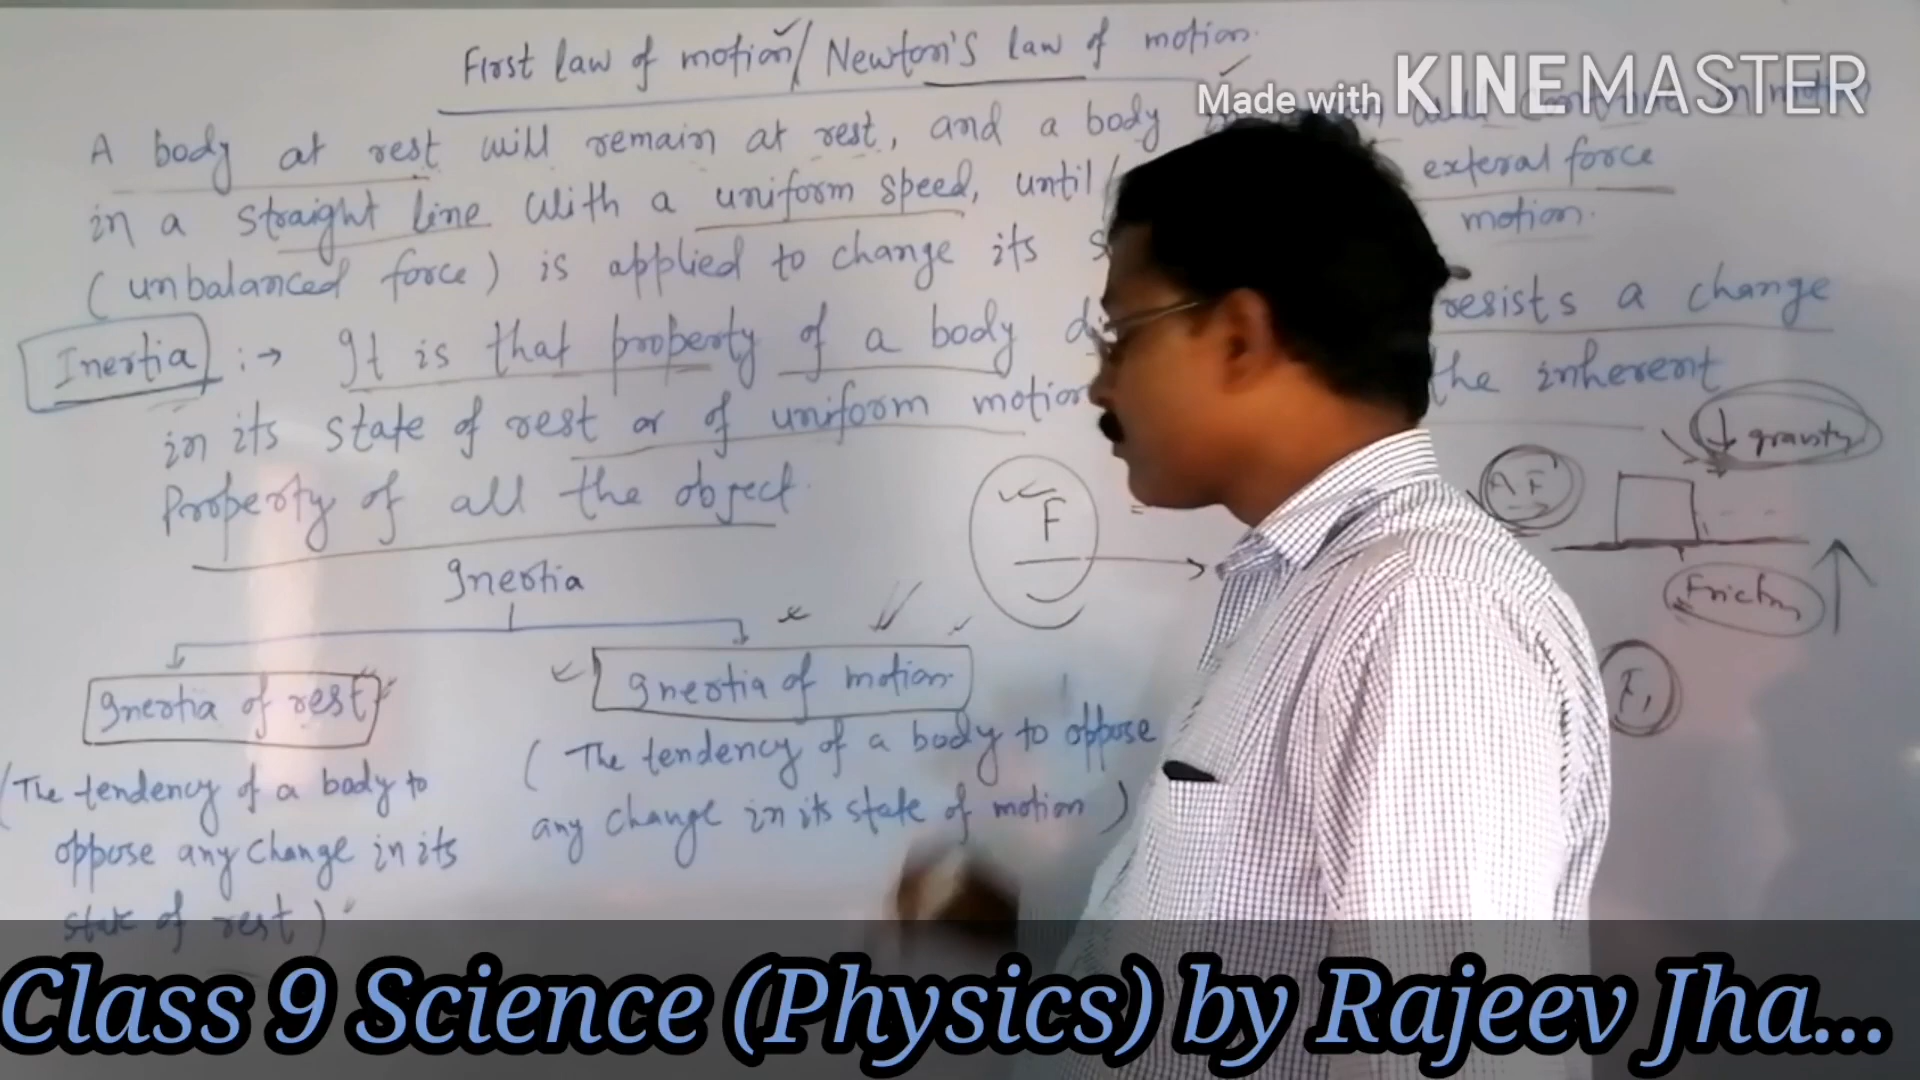 First law of motion/ Newton's law of motion.
Made with KINEMASTER
A body at rest will remain at rest, and a body
in a straight line with a uniform speed, until/ exteral force
(unbalanced force) is applied to change its motion.
Inertia :→ It is that property of a body resists a change
in its state of rest or of uniform motion the inherent
Property of all the object.
gravity
F
A.F
Friction
F1
Inertia
Inertia of rest
Inertia of motion.
(The tendency of a body to
oppose any change in its
state of rest)
(The tendency of a body to oppose
any change in its state of motion)
Class 9 Science (Physics) by Rajeev Jha...